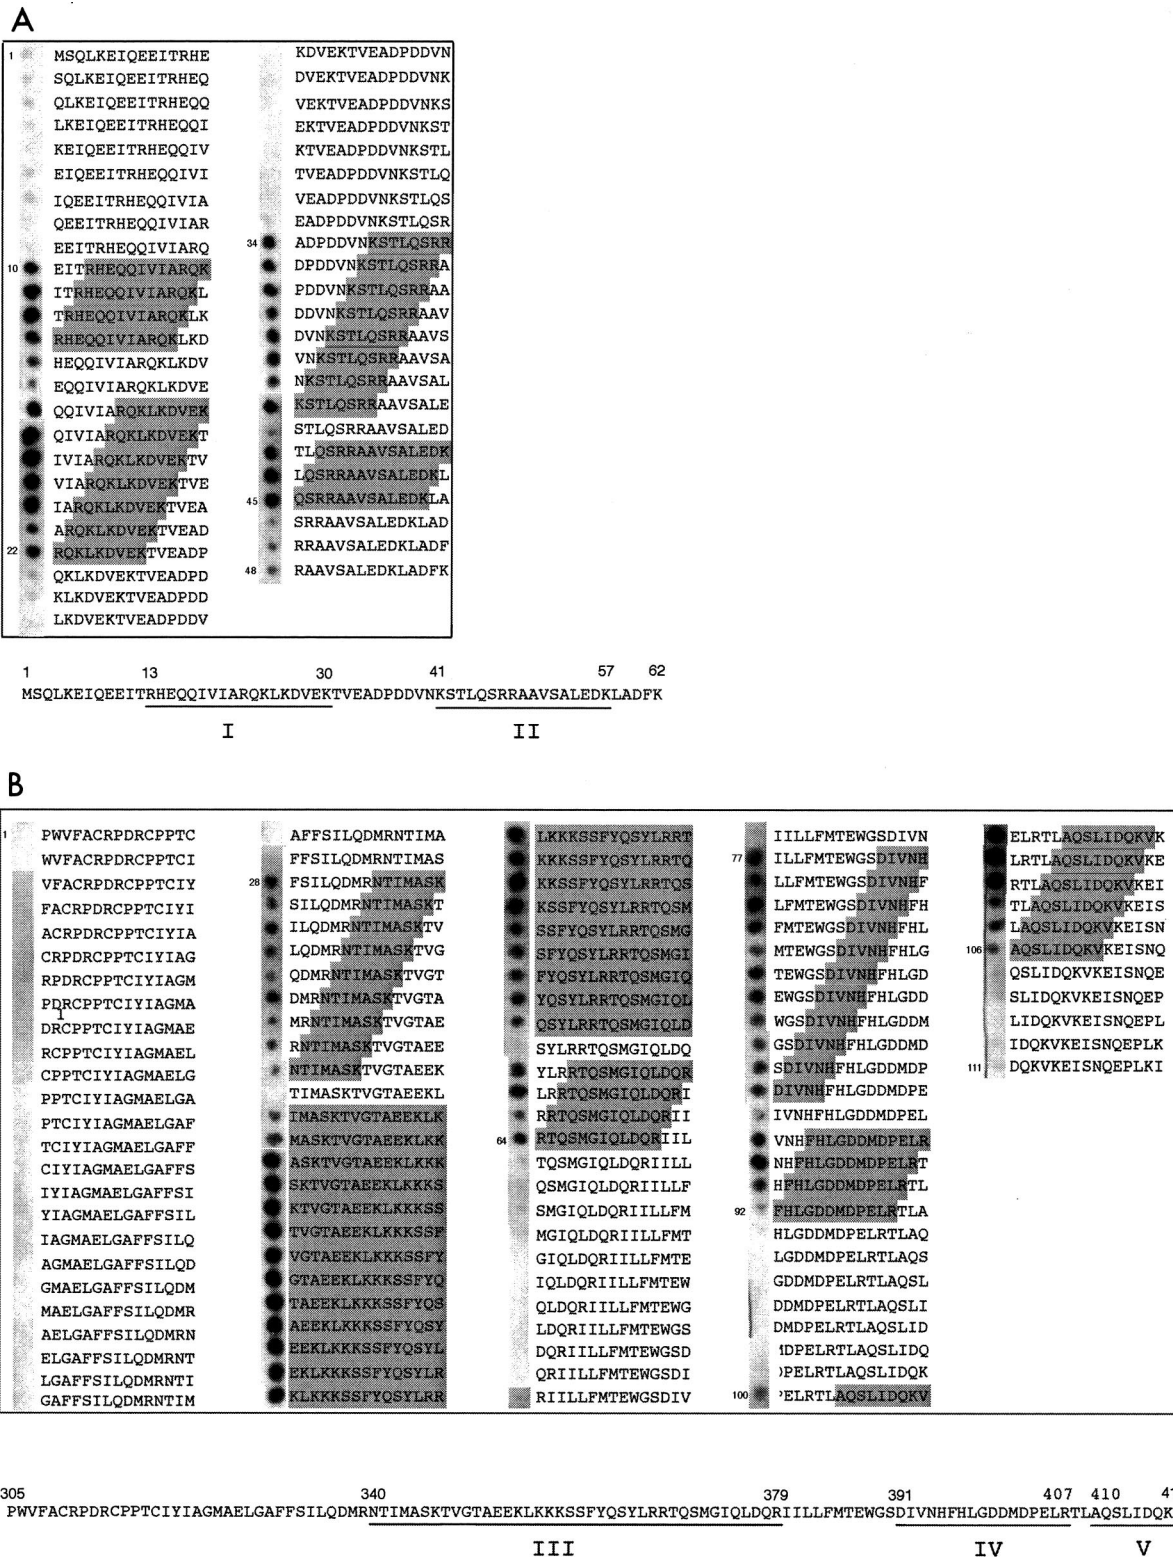 A
1 MSQLKEIQEEITRHE
SQLKEIQEEITRHEQ
QLKEIQEEITRHEQQ
LKEIQEEITRHEQQI
KEIQEEITRHEQQIV
EIQEEITRHEQQIVI
IQEEITRHEQQIVIA
QEEITRHEQQIVIAR
EEITRHEQQIVIARQ
10 EITRHEQQIVIARQK
ITRHEQQIVIARQKL
TRHEQQIVIARQKLK
RHEQQIVIARQKLKD
HEQQIVIARQKLKDV
EQQIVIARQKLKDVE
QQIVIARQKLKDVEK
QIVIARQKLKDVEKT
IVIARQKLKDVEKTV
VIARQKLKDVEKTVE
IARQKLKDVEKTVEA
ARQKLKDVEKTVEAD
22 RQKLKDVEKTVEADP
QKLKDVEKTVEADPD
KLKDVEKTVEADPDD
LKDVEKTVEADPDDV
KDVEKTVEADPDDVN
DVEKTVEADPDDVNK
VEKTVEADPDDVNKS
EKTVEADPDDVNKST
KTVEADPDDVNKSTL
TVEADPDDVNKSTLQ
VEADPDDVNKSTLQS
EADPDDVNKSTLQSR
34 ADPDDVNKSTLQSRR
DPDDVNKSTLQSRRA
PDDVNKSTLQSRRAA
DDVNKSTLQSRRAAV
DVNKSTLQSRRAAVS
VNKSTLQSRRAAVSA
NKSTLQSRRAAVSAL
KSTLQSRRAAVSALE
STLQSRRAAVSALED
TLQSRRAAVSALEDK
LQSRRAAVSALEDKL
45 QSRRAAVSALEDKLA
SRRAAVSALEDKLAD
RRAAVSALEDKLADF
48 RAAVSALEDKLADFK
1 13 30 41 57 62
MSQLKEIQEEITRHEQQIVIARQKLKDVEKTVEADPDDVNKSTLQSRRAAVSALEDKLADFK
I II
B
1 PWVFACRPDRCPPTC
WVFACRPDRCPPTCI
VFACRPDRCPPTCIY
FACRPDRCPPTCIYI
ACRPDRCPPTCIYIA
CRPDRCPPTCIYIAG
RPDRCPPTCIYIAGM
PDRCPPTCIYIAGMA
DRCPPTCIYIAGMAE
RCPPTCIYIAGMAEL
CPPTCIYIAGMAELG
PPTCIYIAGMAELGA
PTCIYIAGMAELGAF
TCIYIAGMAELGAFF
CIYIAGMAELGAFFS
IYIAGMAELGAFFSI
YIAGMAELGAFFSIL
IAGMAELGAFFSILQ
AGMAELGAFFSILQD
GMAELGAFFSILQDM
MAELGAFFSILQDMR
AELGAFFSILQDMRN
ELGAFFSILQDMRNT
LGAFFSILQDMRNTI
GAFFSILQDMRNTIM
AFFSILQDMRNTIMA
FFSILQDMRNTIMAS
28 FSILQDMRNTIMASK
SILQDMRNTIMASKT
ILQDMRNTIMASKTV
LQDMRNTIMASKTVG
QDMRNTIMASKTVGT
DMRNTIMASKTVGTA
MRNTIMASKTVGTAE
RNTIMASKTVGTAEE
NTIMASKTVGTAEEK
TIMASKTVGTAEEKL
IMASKTVGTAEEKLK
MASKTVGTAEEKLKK
ASKTVGTAEEKLKKK
SKTVGTAEEKLKKKS
KTVGTAEEKLKKKSS
TVGTAEEKLKKKSSF
VGTAEEKLKKKSSFY
GTAEEKLKKKSSFYQ
TAEEKLKKKSSFYQS
AEEKLKKKSSFYQSY
EEKLKKKSSFYQSYL
EKLKKKSSFYQSYLR
KLKKKSSFYQSYLRR
LKKKSSFYQSYLRRT
KKKSSFYQSYLRRTQ
KKSSFYQSYLRRTQS
KSSFYQSYLRRTQSM
SSFYQSYLRRTQSMG
SFYQSYLRRTQSMGI
FYQSYLRRTQSMGIQ
YQSYLRRTQSMGIQL
QSYLRRTQSMGIQLD
SYLRRTQSMGIQLDQ
YLRRTQSMGIQLDQR
LRRTQSMGIQLDQRI
RRTQSMGIQLDQRII
64 RTQSMGIQLDQRIIL
TQSMGIQLDQRIILL
QSMGIQLDQRIILLF
SMGIQLDQRIILLFM
MGIQLDQRIILLFMT
GIQLDQRIILLFMTE
IQLDQRIILLFMTEW
QLDQRIILLFMTEWG
LDQRIILLFMTEWGS
DQRIILLFMTEWGSD
QRIILLFMTEWGSDI
RIILLFMTEWGSDIV
IILLFMTEWGSDIVN
77 ILLFMTEWGSDIVNH
LLFMTEWGSDIVNHF
LFMTEWGSDIVNHFH
FMTEWGSDIVNHFHL
MTEWGSDIVNHFHLG
TEWGSDIVNHFHLGD
EWGSDIVNHFHLGDD
WGSDIVNHFHLGDDM
GSDIVNHFHLGDDMD
SDIVNHFHLGDDMDP
DIVNHFHLGDDMDPE
IVNHFHLGDDMDPEL
VNHFHLGDDMDPELR
NHFHLGDDMDPELRT
HFHLGDDMDPELRTL
92 FHLGDDMDPELRTLA
HLGDDMDPELRTLAQ
LGDDMDPELRTLAQS
GDDMDPELRTLAQSL
DDMDPELRTLAQSLI
DMDPELRTLAQSLID
DPELRTLAQSLIDQ
PELRTLAQSLIDQK
100 ELRTLAQSLIDQKV
ELRTLAQSLIDQKVK
LRTLAQSLIDQKVKE
RTLAQSLIDQKVKEI
TLAQSLIDQKVKEIS
LAQSLIDQKVKEISN
106 AQSLIDQKVKEISNQ
QSLIDQKVKEISNQE
SLIDQKVKEISNQEP
LIDQKVKEISNQEPL
IDQKVKEISNQEPLK
111 DQKVKEISNQEPLKI
305 340 379 391 407 410
PWVFACRPDRCPPTCIYIAGMAELGAFFSILQDMRNTIMASKTVGTAEEKLKKKSSFYQSYLRRTQSMGIQLDQRIILLFMTEWGSDIVNHFHLGDDMDPELRTLAQSLIDQK
III IV V